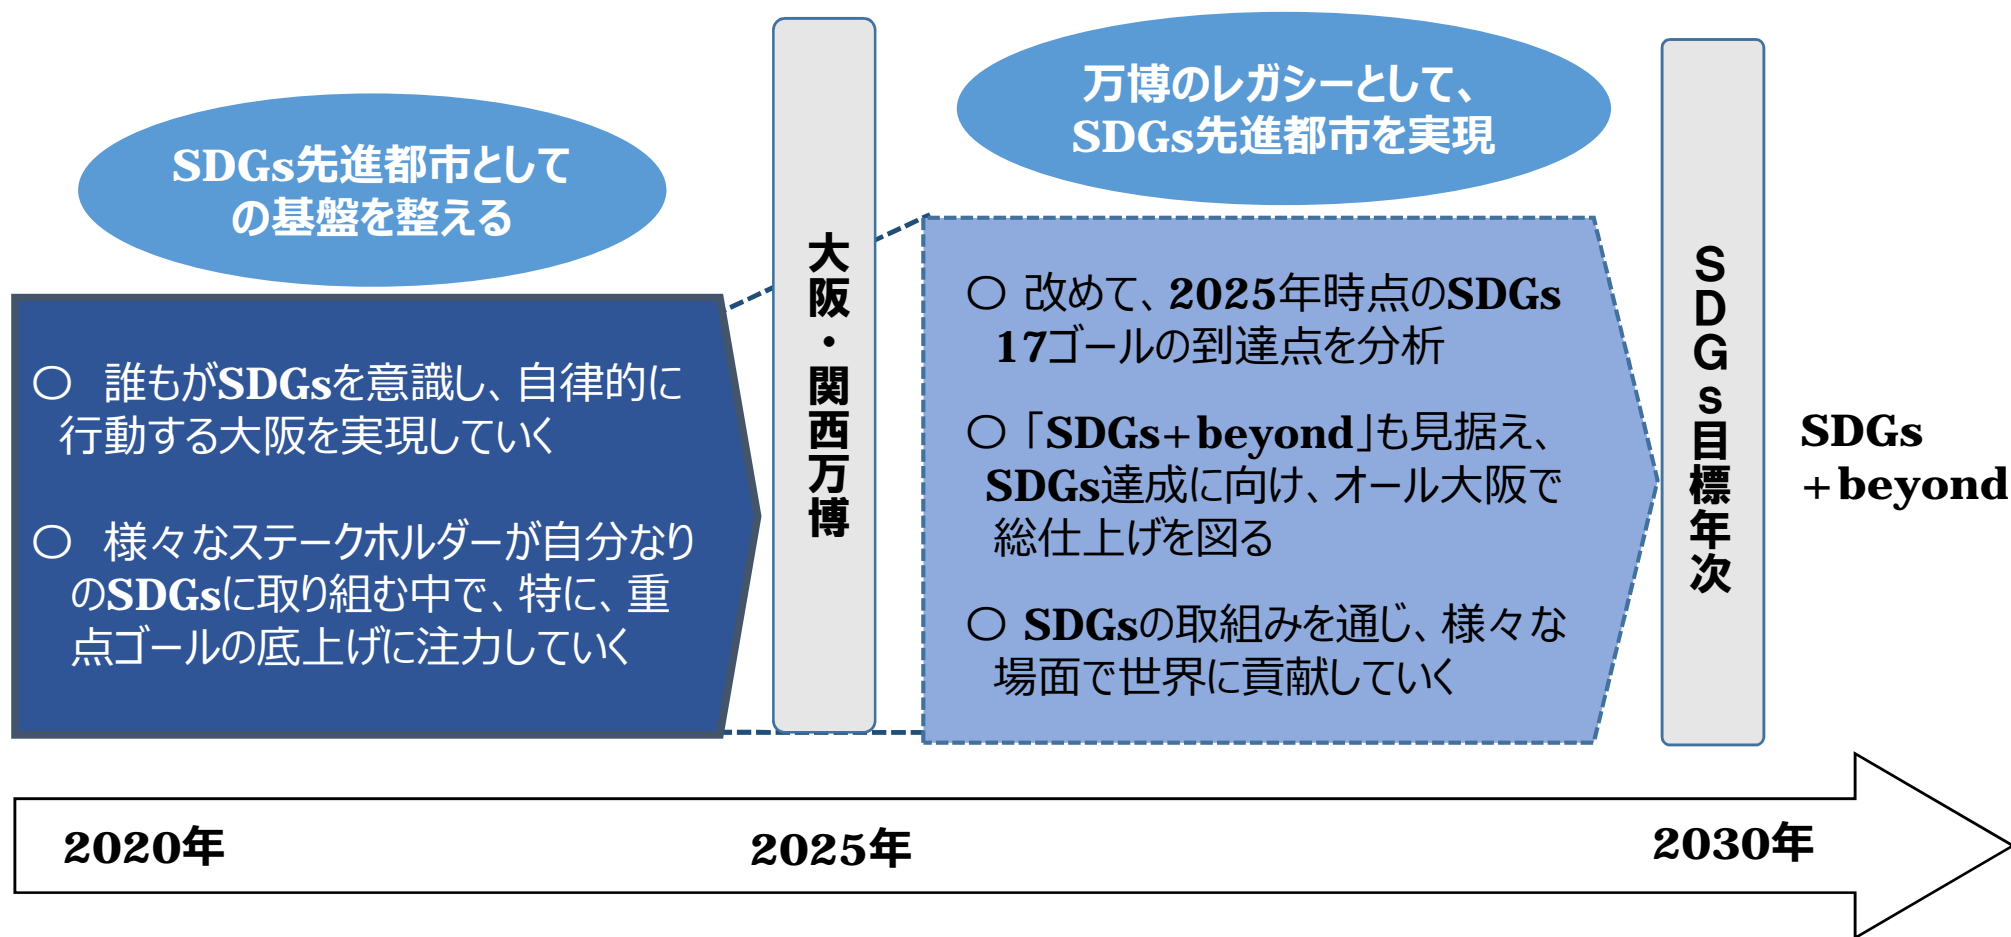 SDGs先進都市として
の基盤を整える
〇 誰もがSDGsを意識し、自律的に
行動する大阪を実現していく
〇 様々なステークホルダーが自分なり
のSDGsに取り組む中で、特に、重
点ゴールの底上げに注力していく
大阪・関西万博
万博のレガシーとして、
SDGs先進都市を実現
〇 改めて、2025年時点のSDGs
17ゴールの到達点を分析
〇「SDGs+beyond」も見据え、
SDGs達成に向け、オール大阪で
総仕上げを図る
〇 SDGsの取組みを通じ、様々な
場面で世界に貢献していく
SDGs目標年次
SDGs
+beyond
2020年
2025年
2030年